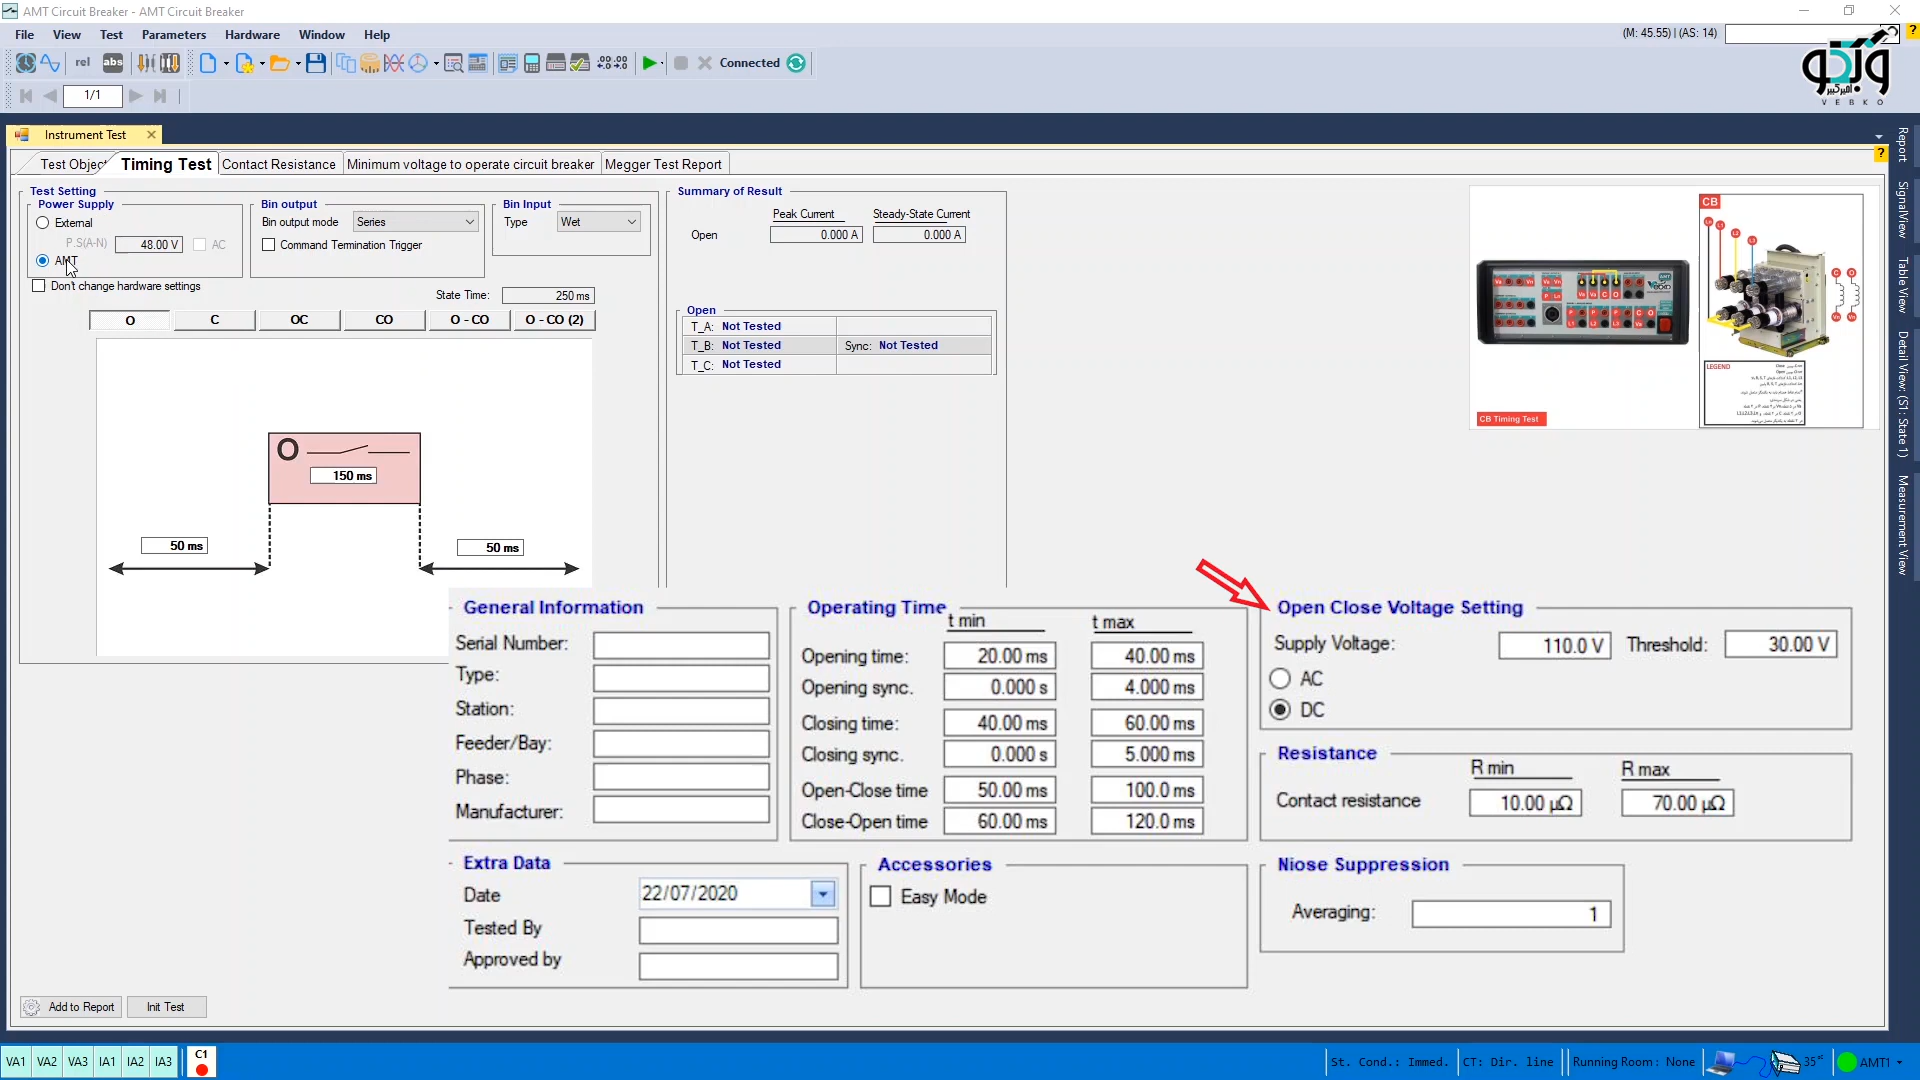 AMT Circuit Breaker - AMT Circuit Breaker
File View Test Parameters Hardware Window Help
(M: 45.55) | (AS: 14)
?
rel abs
00.00
Connected
وبکو
امیرکبیر
VEBKO
1/1
Instrument Test
Test Object Timing Test Contact Resistance Minimum voltage to operate circuit breaker Megger Test Report
?
Test Setting
Power Supply
External
P.S(A-N) 48.00 V AC
AMT
Don't change hardware settings
Bin output
Bin output mode Series
Command Termination Trigger
Bin Input
Type Wet
State Time: 250 ms
O C OC CO O - CO O - CO (2)
O
150 ms
50 ms
50 ms
Summary of Result
Peak Current Steady-State Current
Open 0.000 A 0.000 A
Open
T_A: Not Tested
T_B: Not Tested Sync: Not Tested
T_C: Not Tested
CB
LEGEND
CB Timing Test
Report
SignalView
Table View
Detail View: (S1: State 1)
Measurement View
General Information
Serial Number:
Type:
Station:
Feeder/Bay:
Phase:
Manufacturer:
Operating Time
t min t max
Opening time: 20.00 ms 40.00 ms
Opening sync. 0.000 s 4.000 ms
Closing time: 40.00 ms 60.00 ms
Closing sync. 0.000 s 5.000 ms
Open-Close time 50.00 ms 100.0 ms
Close-Open time 60.00 ms 120.0 ms
Open Close Voltage Setting
Supply Voltage: 110.0 V Threshold: 30.00 V
AC
DC
Resistance
R min R max
Contact resistance 10.00 µΩ 70.00 µΩ
Extra Data
Date 22/07/2020
Tested By
Approved by
Accessories
Easy Mode
Niose Suppression
Averaging: 1
Add to Report Init Test
VA1 VA2 VA3 IA1 IA2 IA3 C1
St. Cond.: Immed. CT: Dir. line Running Room: None 35° AMT1